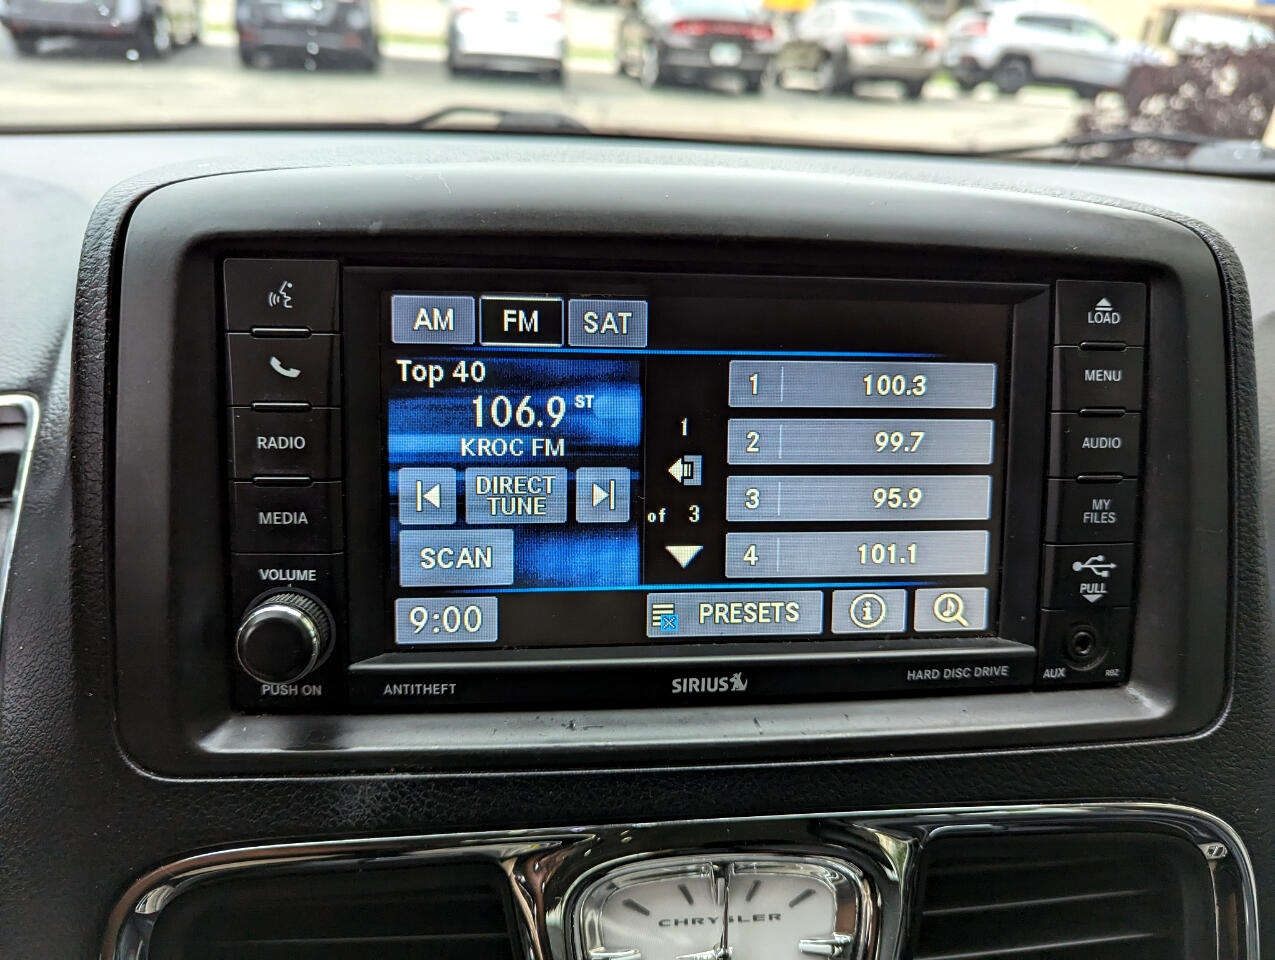 AM FM SAT
Top 40
106.9 ST
KROC FM
DIRECT
TUNE
SCAN
9:00
1
of 3
1 100.3
2 99.7
3 95.9
4 101.1
PRESETS
RADIO
MEDIA
VOLUME
PUSH ON
LOAD
MENU
AUDIO
MY
FILES
PULL
AUX RBZ
ANTITHEFT
SIRIUS
HARD DISC DRIVE
CHRYSLER